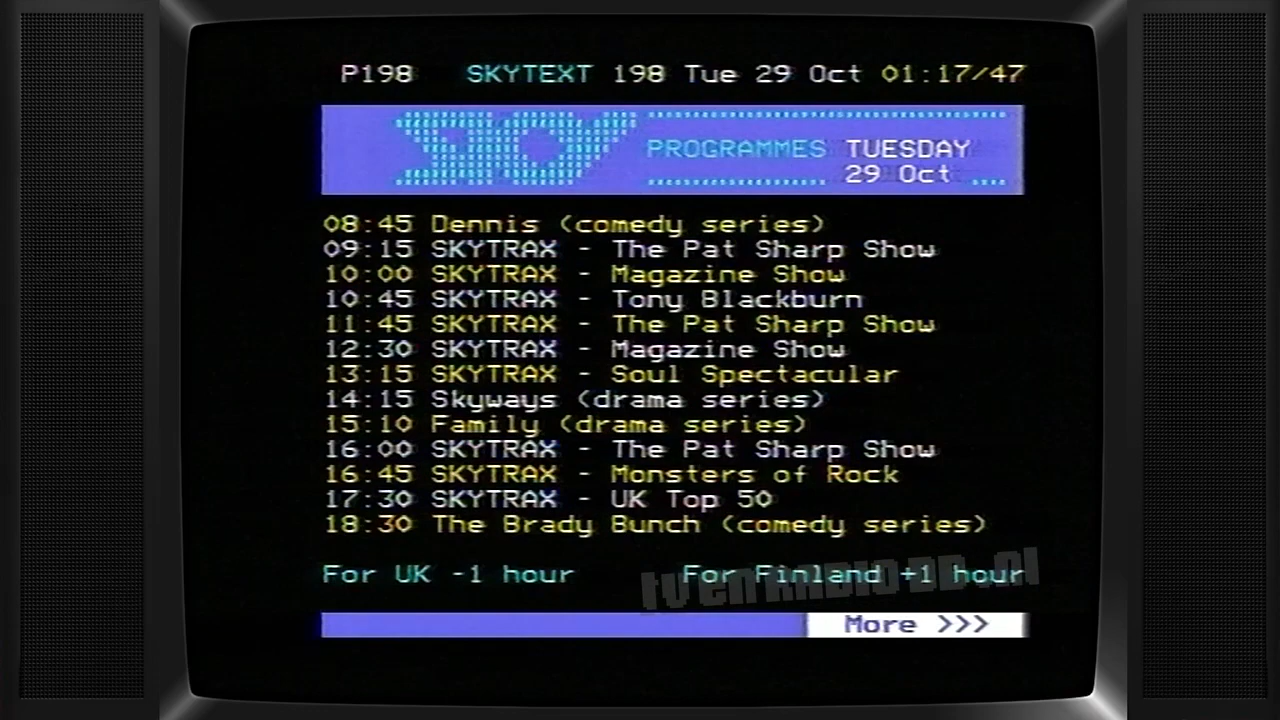 P198 SKYTEXT 198 Tue 29 Oct 01:17/47
SKY
PROGRAMMES TUESDAY
29 Oct
08:45 Dennis (comedy series)
09:15 SKYTRAX - The Pat Sharp Show
10:00 SKYTRAX - Magazine Show
10:45 SKYTRAX - Tony Blackburn
11:45 SKYTRAX - The Pat Sharp Show
12:30 SKYTRAX - Magazine Show
13:15 SKYTRAX - Soul Spectacular
14:15 Skyways (drama series)
15:10 Family (drama series)
16:00 SKYTRAX - The Pat Sharp Show
16:45 SKYTRAX - Monsters of Rock
17:30 SKYTRAX - UK Top 50
18:30 The Brady Bunch (comedy series)
For UK -1 hour For Finland +1 hour
More >>>